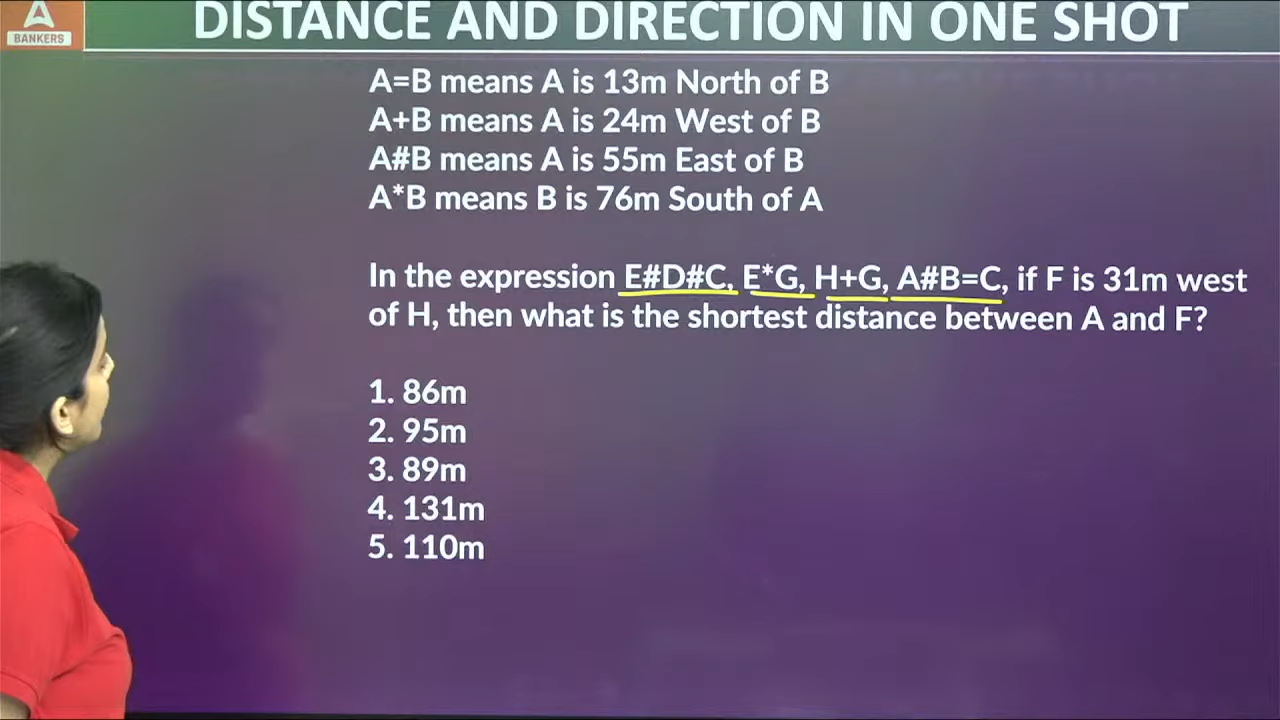 DISTANCE AND DIRECTION IN ONE SHOT
A
BANKERS
A=B means A is 13m North of B
A+B means A is 24m West of B
A#B means A is 55m East of B
A*B means B is 76m South of A
In the expression E#D#C, E*G, H+G, A#B=C, if F is 31m west
of H, then what is the shortest distance between A and F?
1. 86m
2. 95m
3. 89m
4. 131m
5. 110m